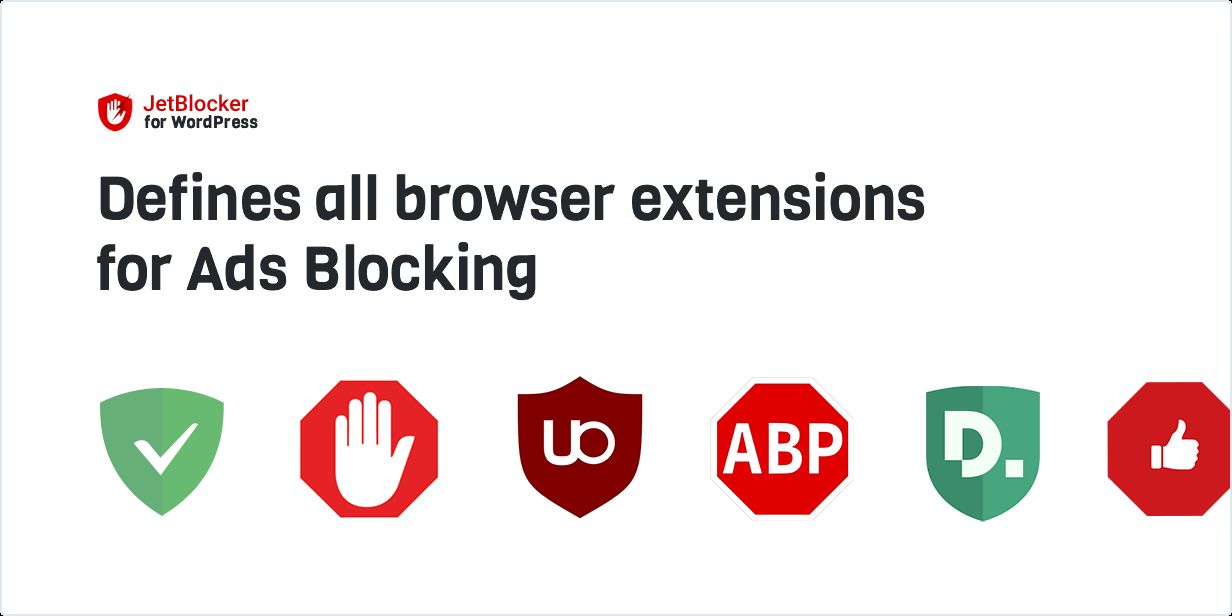 JetBlocker
for WordPress
Defines all browser extensions
for Ads Blocking
UO
ABP
D.